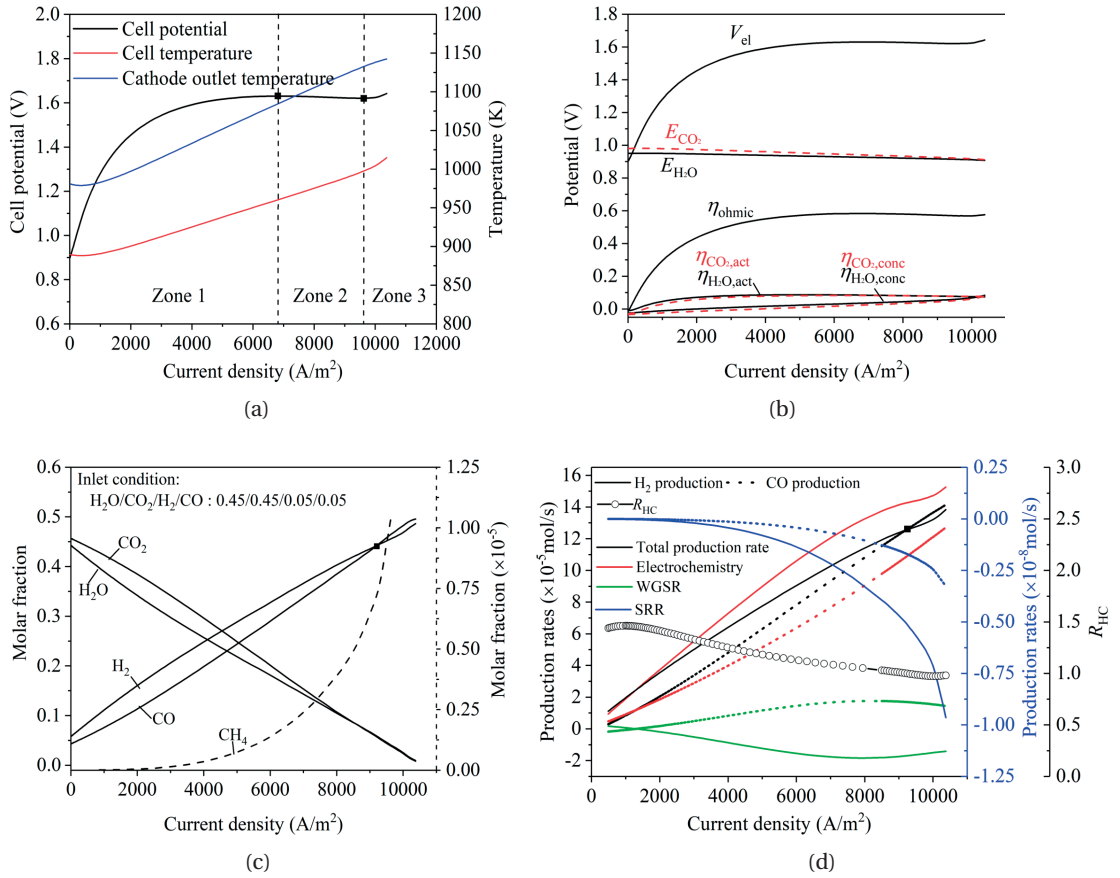 Cell potential
Cell temperature
Cathode outlet temperature
2.0
1.8
1.6
1.4
1.2
1.0
0.8
0.6
Cell potential (V)
1200
1150
1100
1050
1000
950
900
850
800
Temperature (K)
Zone 1
Zone 2
Zone 3
0 2000 4000 6000 8000 10000 12000
Current density (A/m²)
(a)
2.0
1.6
1.2
0.8
0.4
0.0
Potential (V)
V_el
E_CO₂
E_H₂O
η_ohmic
η_CO₂,act
η_H₂O,act
η_CO₂,conc
η_H₂O,conc
0 2000 4000 6000 8000 10000
Current density (A/m²)
(b)
Inlet condition:
H₂O/CO₂/H₂/CO : 0.45/0.45/0.05/0.05
0.6
0.5
0.4
0.3
0.2
0.1
0.0
Molar fraction
CO₂
H₂O
H₂
CO
CH₄
1.25
1.00
0.75
0.50
0.25
0.00
Molar fraction (×10⁻⁵)
0 2000 4000 6000 8000 10000
Current density (A/m²)
(c)
16
14
12
10
8
6
4
2
0
-2
Production rates (×10⁻⁵mol/s)
H₂ production
CO production
R_HC
Total production rate
Electrochemistry
WGSR
SRR
0.25
0.00
-0.25
-0.50
-0.75
-1.00
-1.25
Production rates (×10⁻⁸mol/s)
3.0
2.5
2.0
1.5
1.0
0.5
0.0
R_HC
2000 4000 6000 8000 10000
Current density (A/m²)
(d)